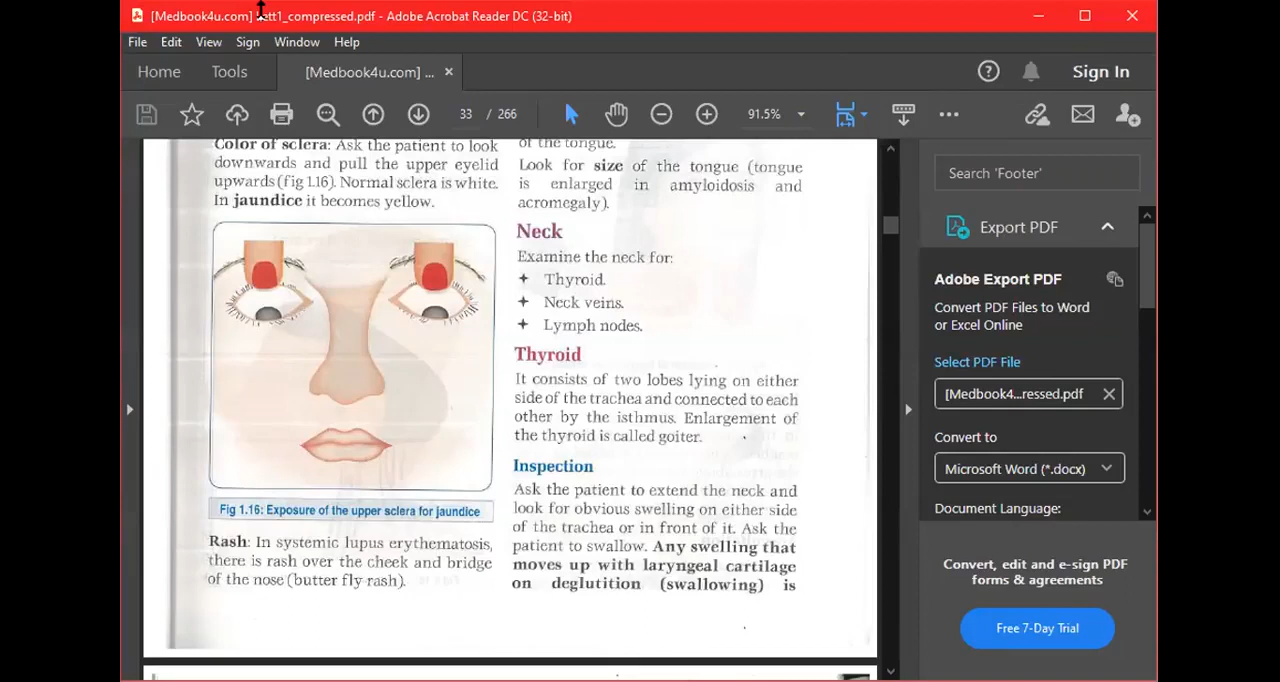 [Medbook4u.com] Bett1_compressed.pdf - Adobe Acrobat Reader DC (32-bit)
File Edit View Sign Window Help
Home Tools [Medbook4u.com] ... × Sign In
33 / 266 91.5%
Color of sclera: Ask the patient to look
downwards and pull the upper eyelid
upwards (fig 1.16). Normal sclera is white.
In jaundice it becomes yellow.
Fig 1.16: Exposure of the upper sclera for jaundice
Rash: In systemic lupus erythematosis,
there is rash over the cheek and bridge
of the nose (butter fly rash).
of the tongue.
Look for size of the tongue (tongue
is enlarged in amyloidosis and
acromegaly).
Neck
Examine the neck for:
Thyroid.
Neck veins.
Lymph nodes.
Thyroid
It consists of two lobes lying on either
side of the trachea and connected to each
other by the isthmus. Enlargement of
the thyroid is called goiter.
Inspection
Ask the patient to extend the neck and
look for obvious swelling on either side
of the trachea or in front of it. Ask the
patient to swallow. Any swelling that
moves up with laryngeal cartilage
on deglutition (swallowing) is
Search 'Footer'
Export PDF
Adobe Export PDF
Convert PDF Files to Word
or Excel Online
Select PDF File
[Medbook4...ressed.pdf
Convert to
Microsoft Word (*.docx)
Document Language:
Convert, edit and e-sign PDF
forms & agreements
Free 7-Day Trial